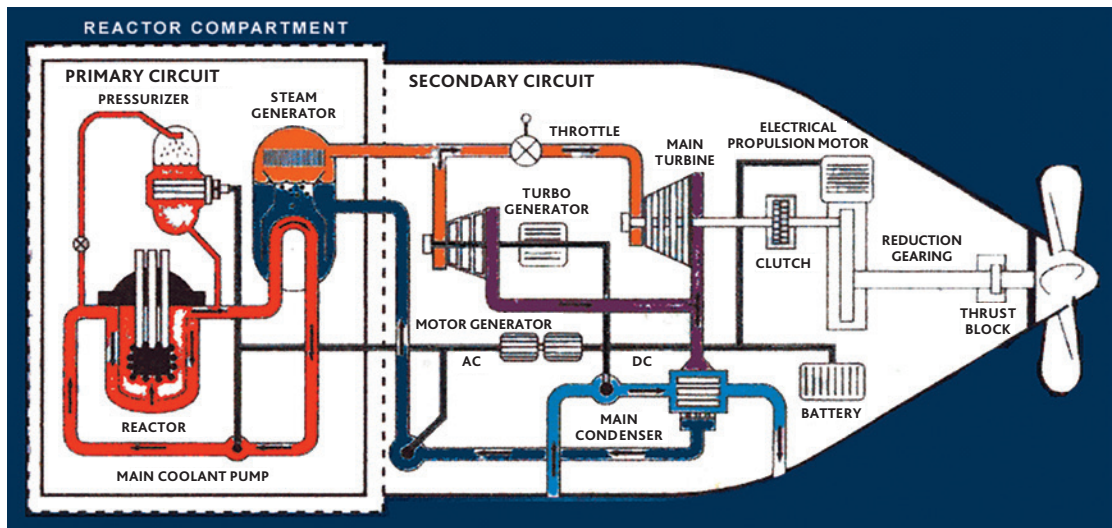 REACTOR COMPARTMENT
PRIMARY CIRCUIT
PRESSURIZER
STEAM
GENERATOR
REACTOR
MAIN COOLANT PUMP
SECONDARY CIRCUIT
THROTTLE
MAIN
TURBINE
ELECTRICAL
PROPULSION MOTOR
TURBO
GENERATOR
CLUTCH
REDUCTION
GEARING
THRUST
BLOCK
MOTOR GENERATOR
AC
DC
BATTERY
MAIN
CONDENSER